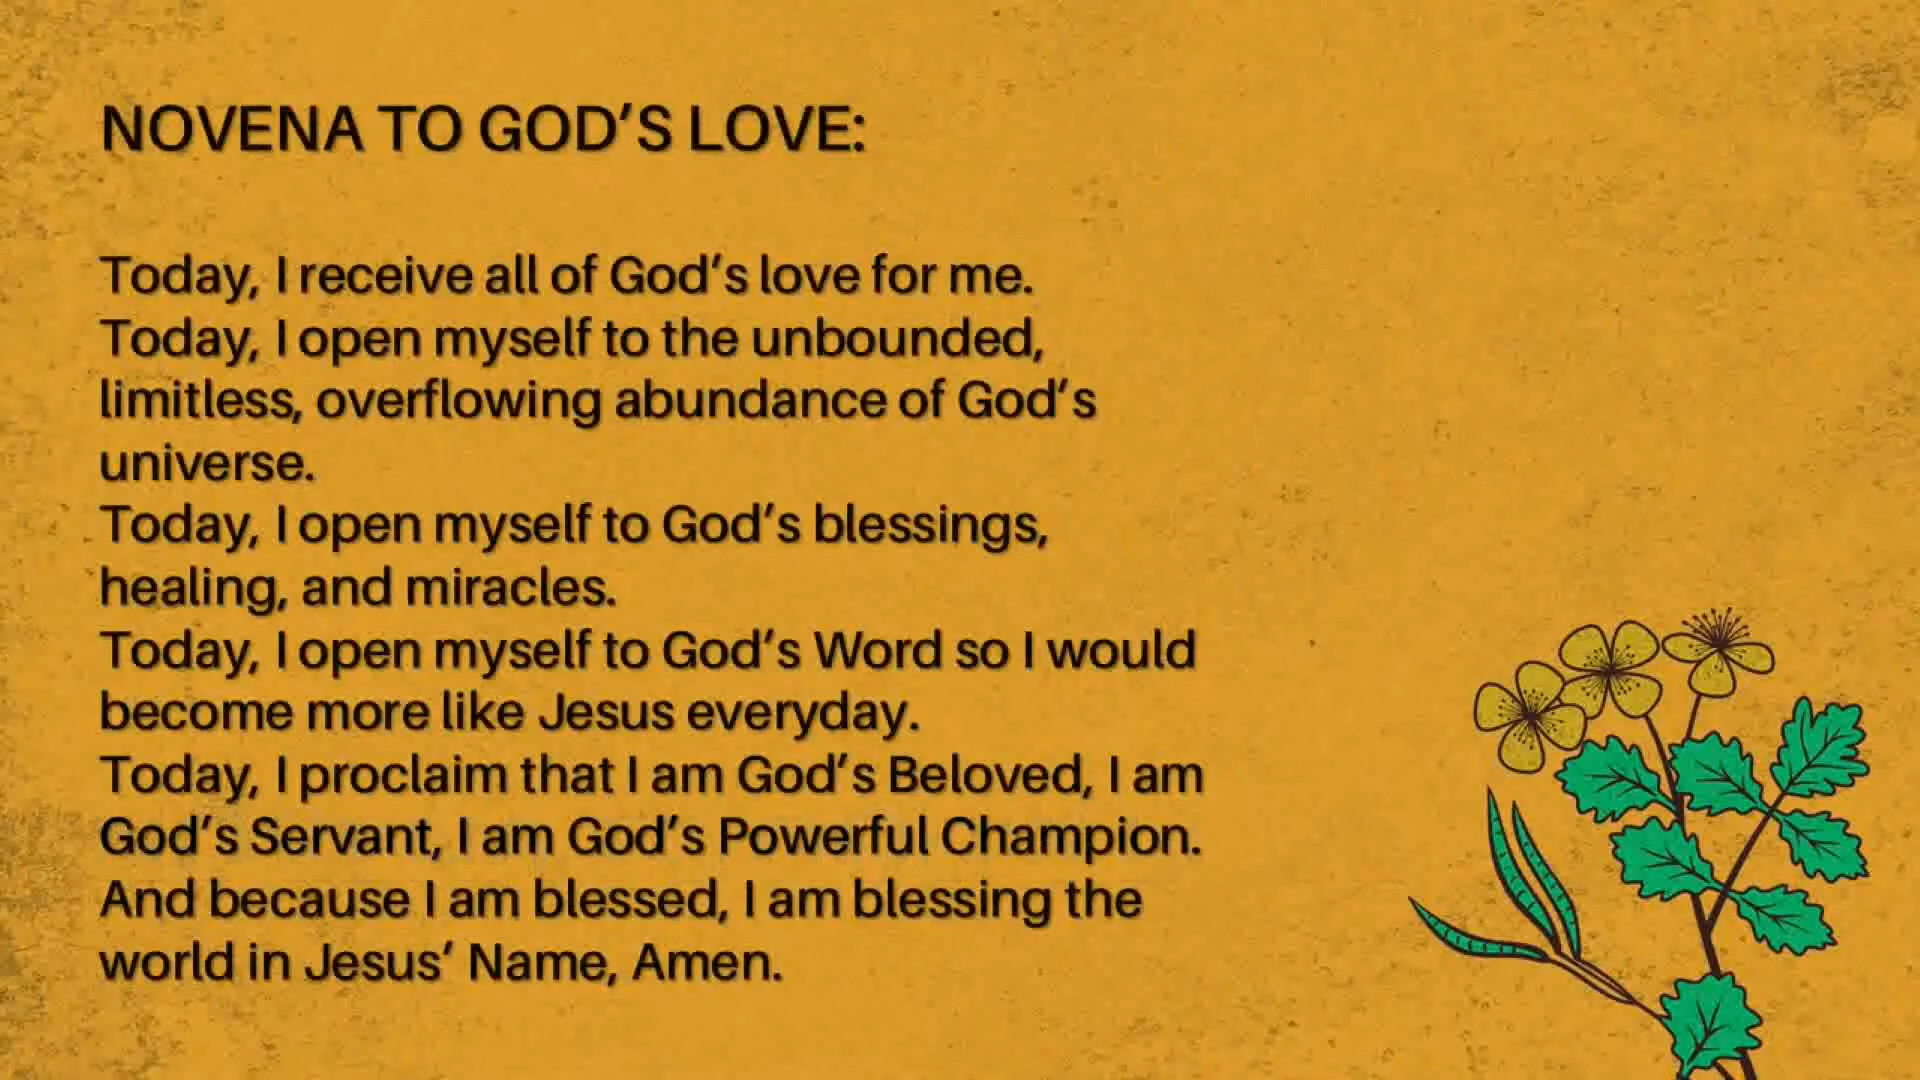 NOVENA TO GOD’S LOVE:
Today, I receive all of God’s love for me.
Today, I open myself to the unbounded,
limitless, overflowing abundance of God’s
universe.
Today, I open myself to God’s blessings,
healing, and miracles.
Today, I open myself to God’s Word so I would
become more like Jesus everyday.
Today, I proclaim that I am God’s Beloved, I am
God’s Servant, I am God’s Powerful Champion.
And because I am blessed, I am blessing the
world in Jesus’ Name, Amen.